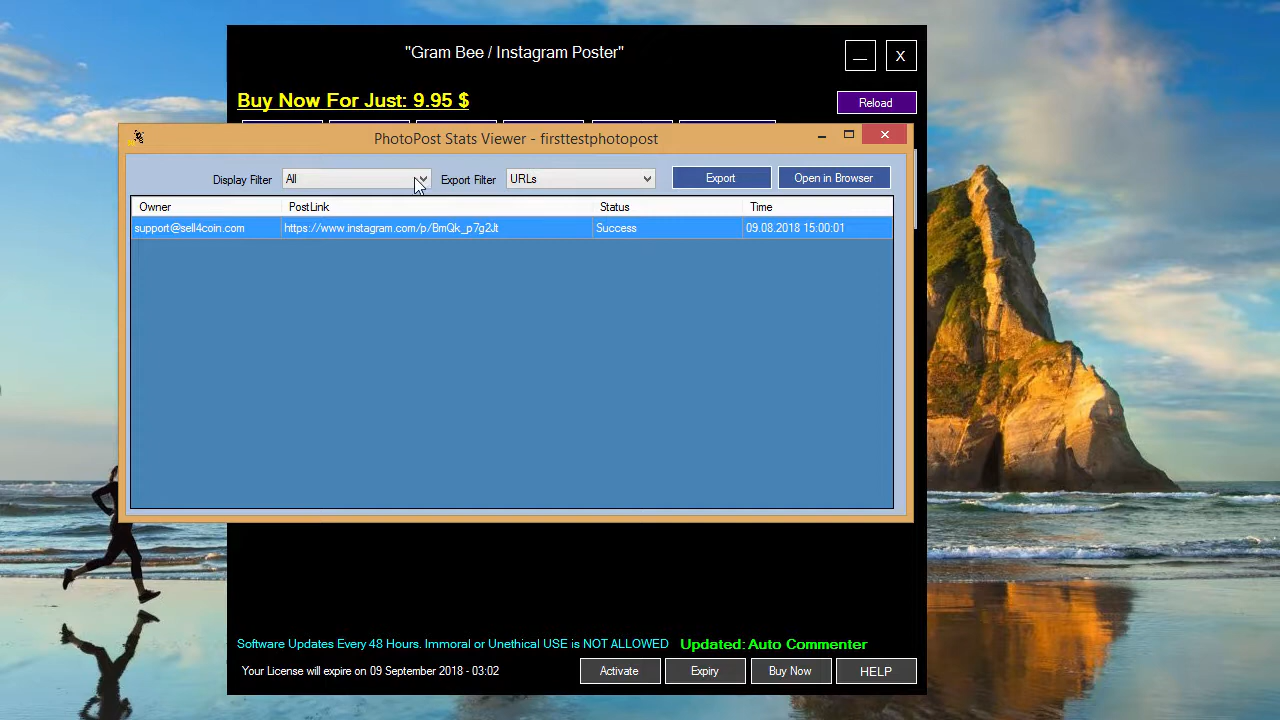 "Gram Bee / Instagram Poster"
— X
Buy Now For Just: 9.95 $
Reload
PhotoPost Stats Viewer - firsttestphotopost
Display Filter All Export Filter URLs Export Open in Browser
Owner PostLink Status Time
support@sell4coin.com https://www.instagram.com/p/BmQk_p7g2Jt Success 09.08.2018 15:00:01
Software Updates Every 48 Hours. Immoral or Unethical USE is NOT ALLOWED Updated: Auto Commenter
Your License will expire on 09 September 2018 - 03:02 Activate Expiry Buy Now HELP